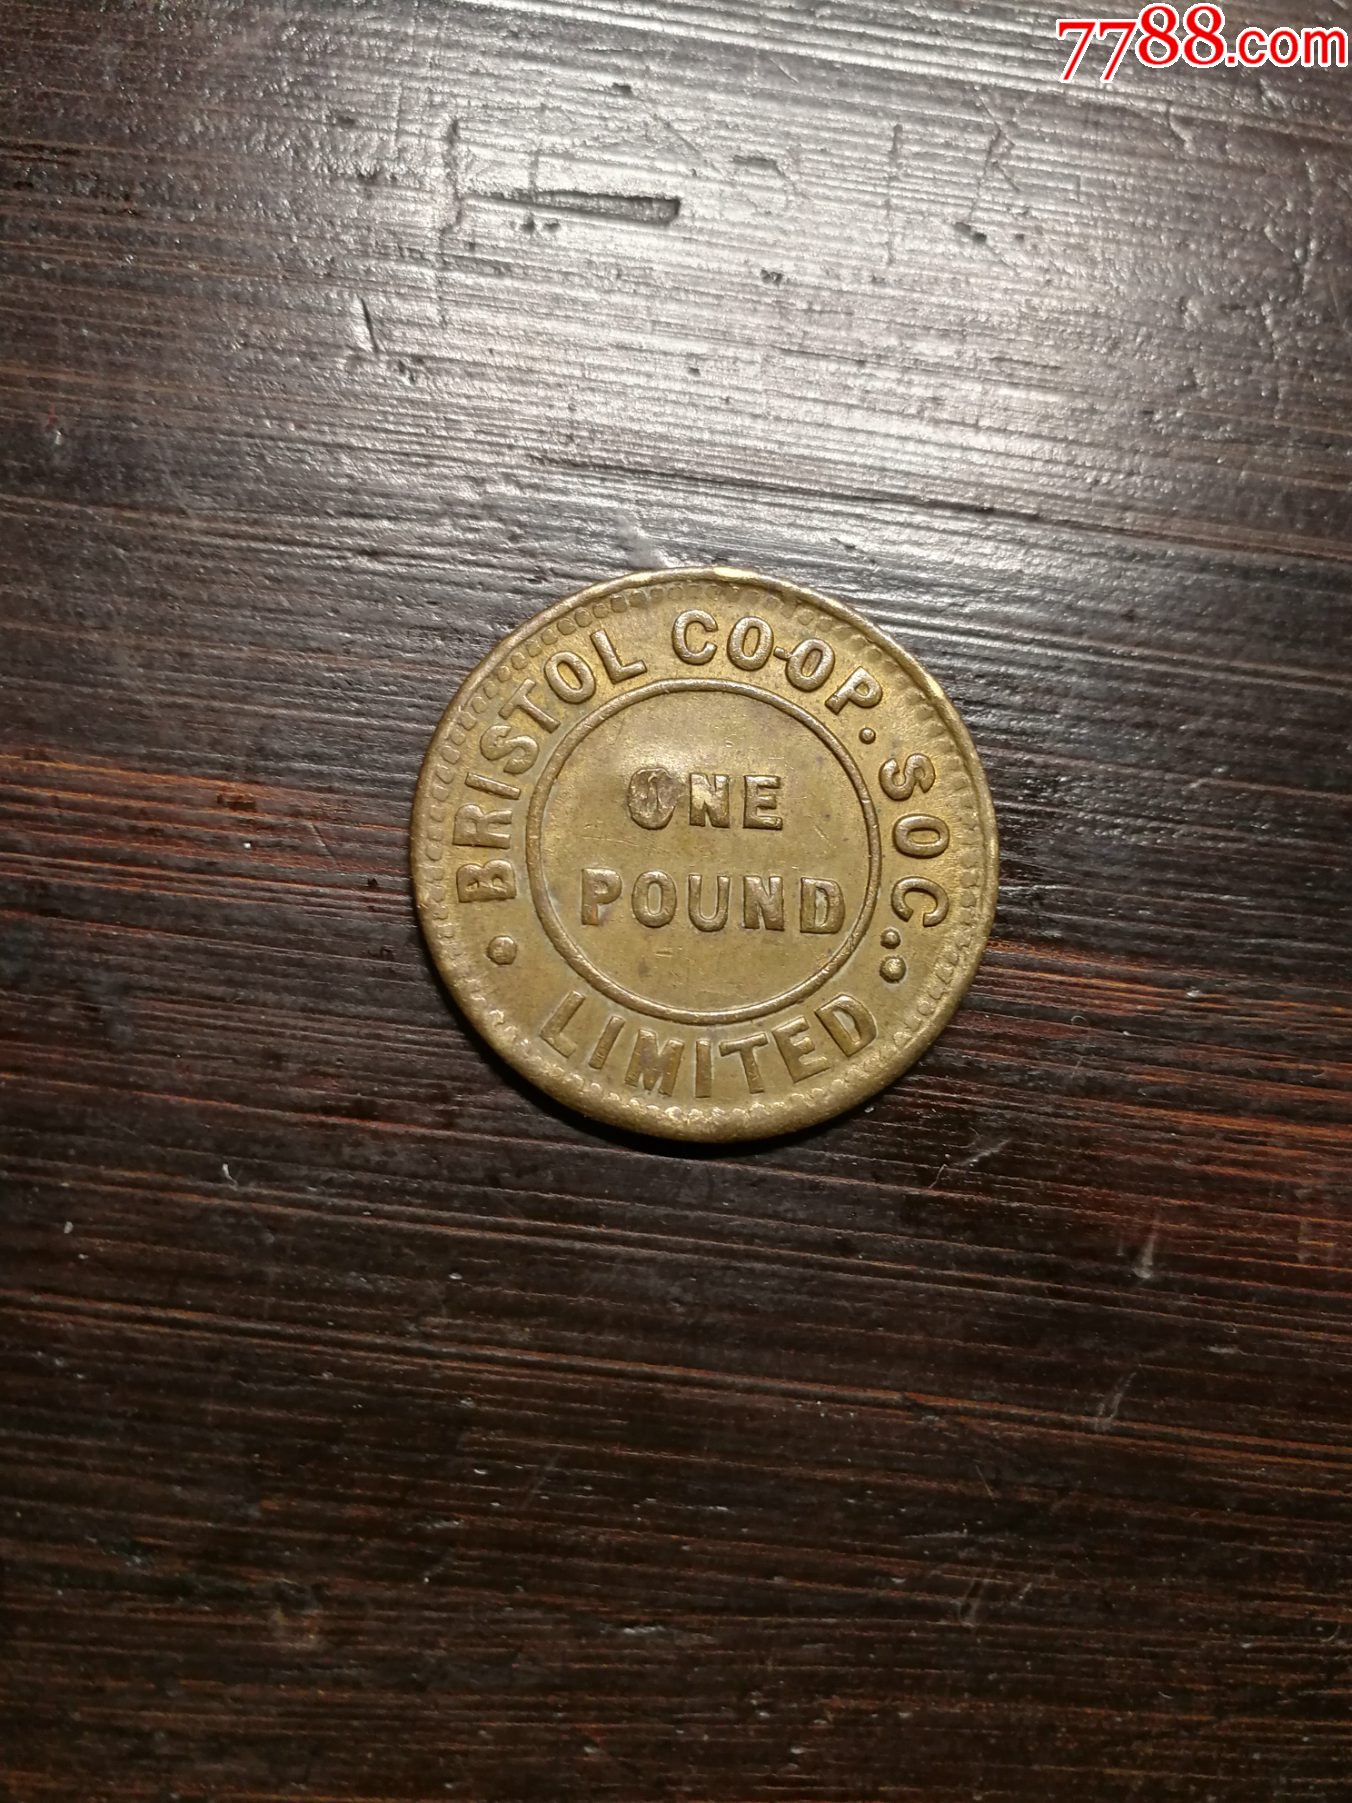 7788.com
BRISTOL CO-OP. SOC.
ONE
POUND
LIMITED